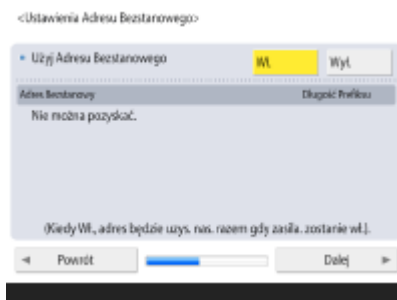 <Ustawienia Adresu Bezstanowego>
Użyj Adresu Bezstanowego Wł. Wył.
Adres Bezstanowy Długość Prefiksu
Nie można pozyskać.
(Kiedy Wł., adres będzie uzys. nas. razem gdy zasila. zostanie wł.).
Powrót Dalej